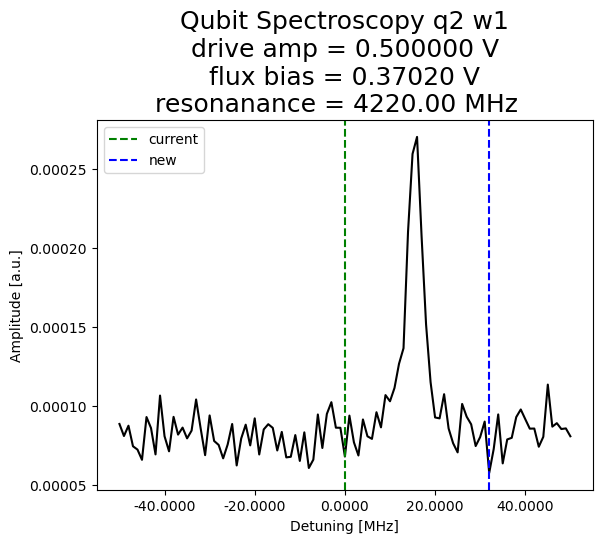 Qubit Spectroscopy q2 w1
drive amp = 0.500000 V
flux bias = 0.37020 V
resonanance = 4220.00 MHz
current
new
0.00025
0.00020
0.00015
0.00010
0.00005
Amplitude [a.u.]
-40.0000 -20.0000 0.0000 20.0000 40.0000
Detuning [MHz]